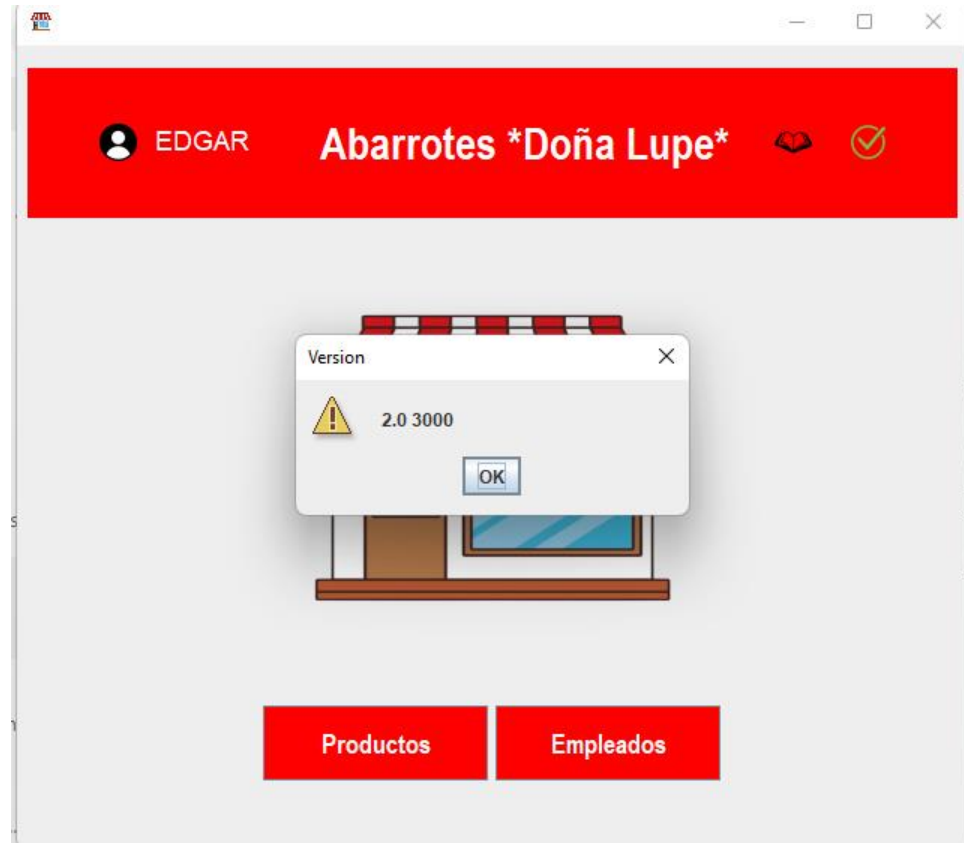 EDGAR
Abarrotes *Doña Lupe*
Version
2.0 3000
OK
Productos
Empleados